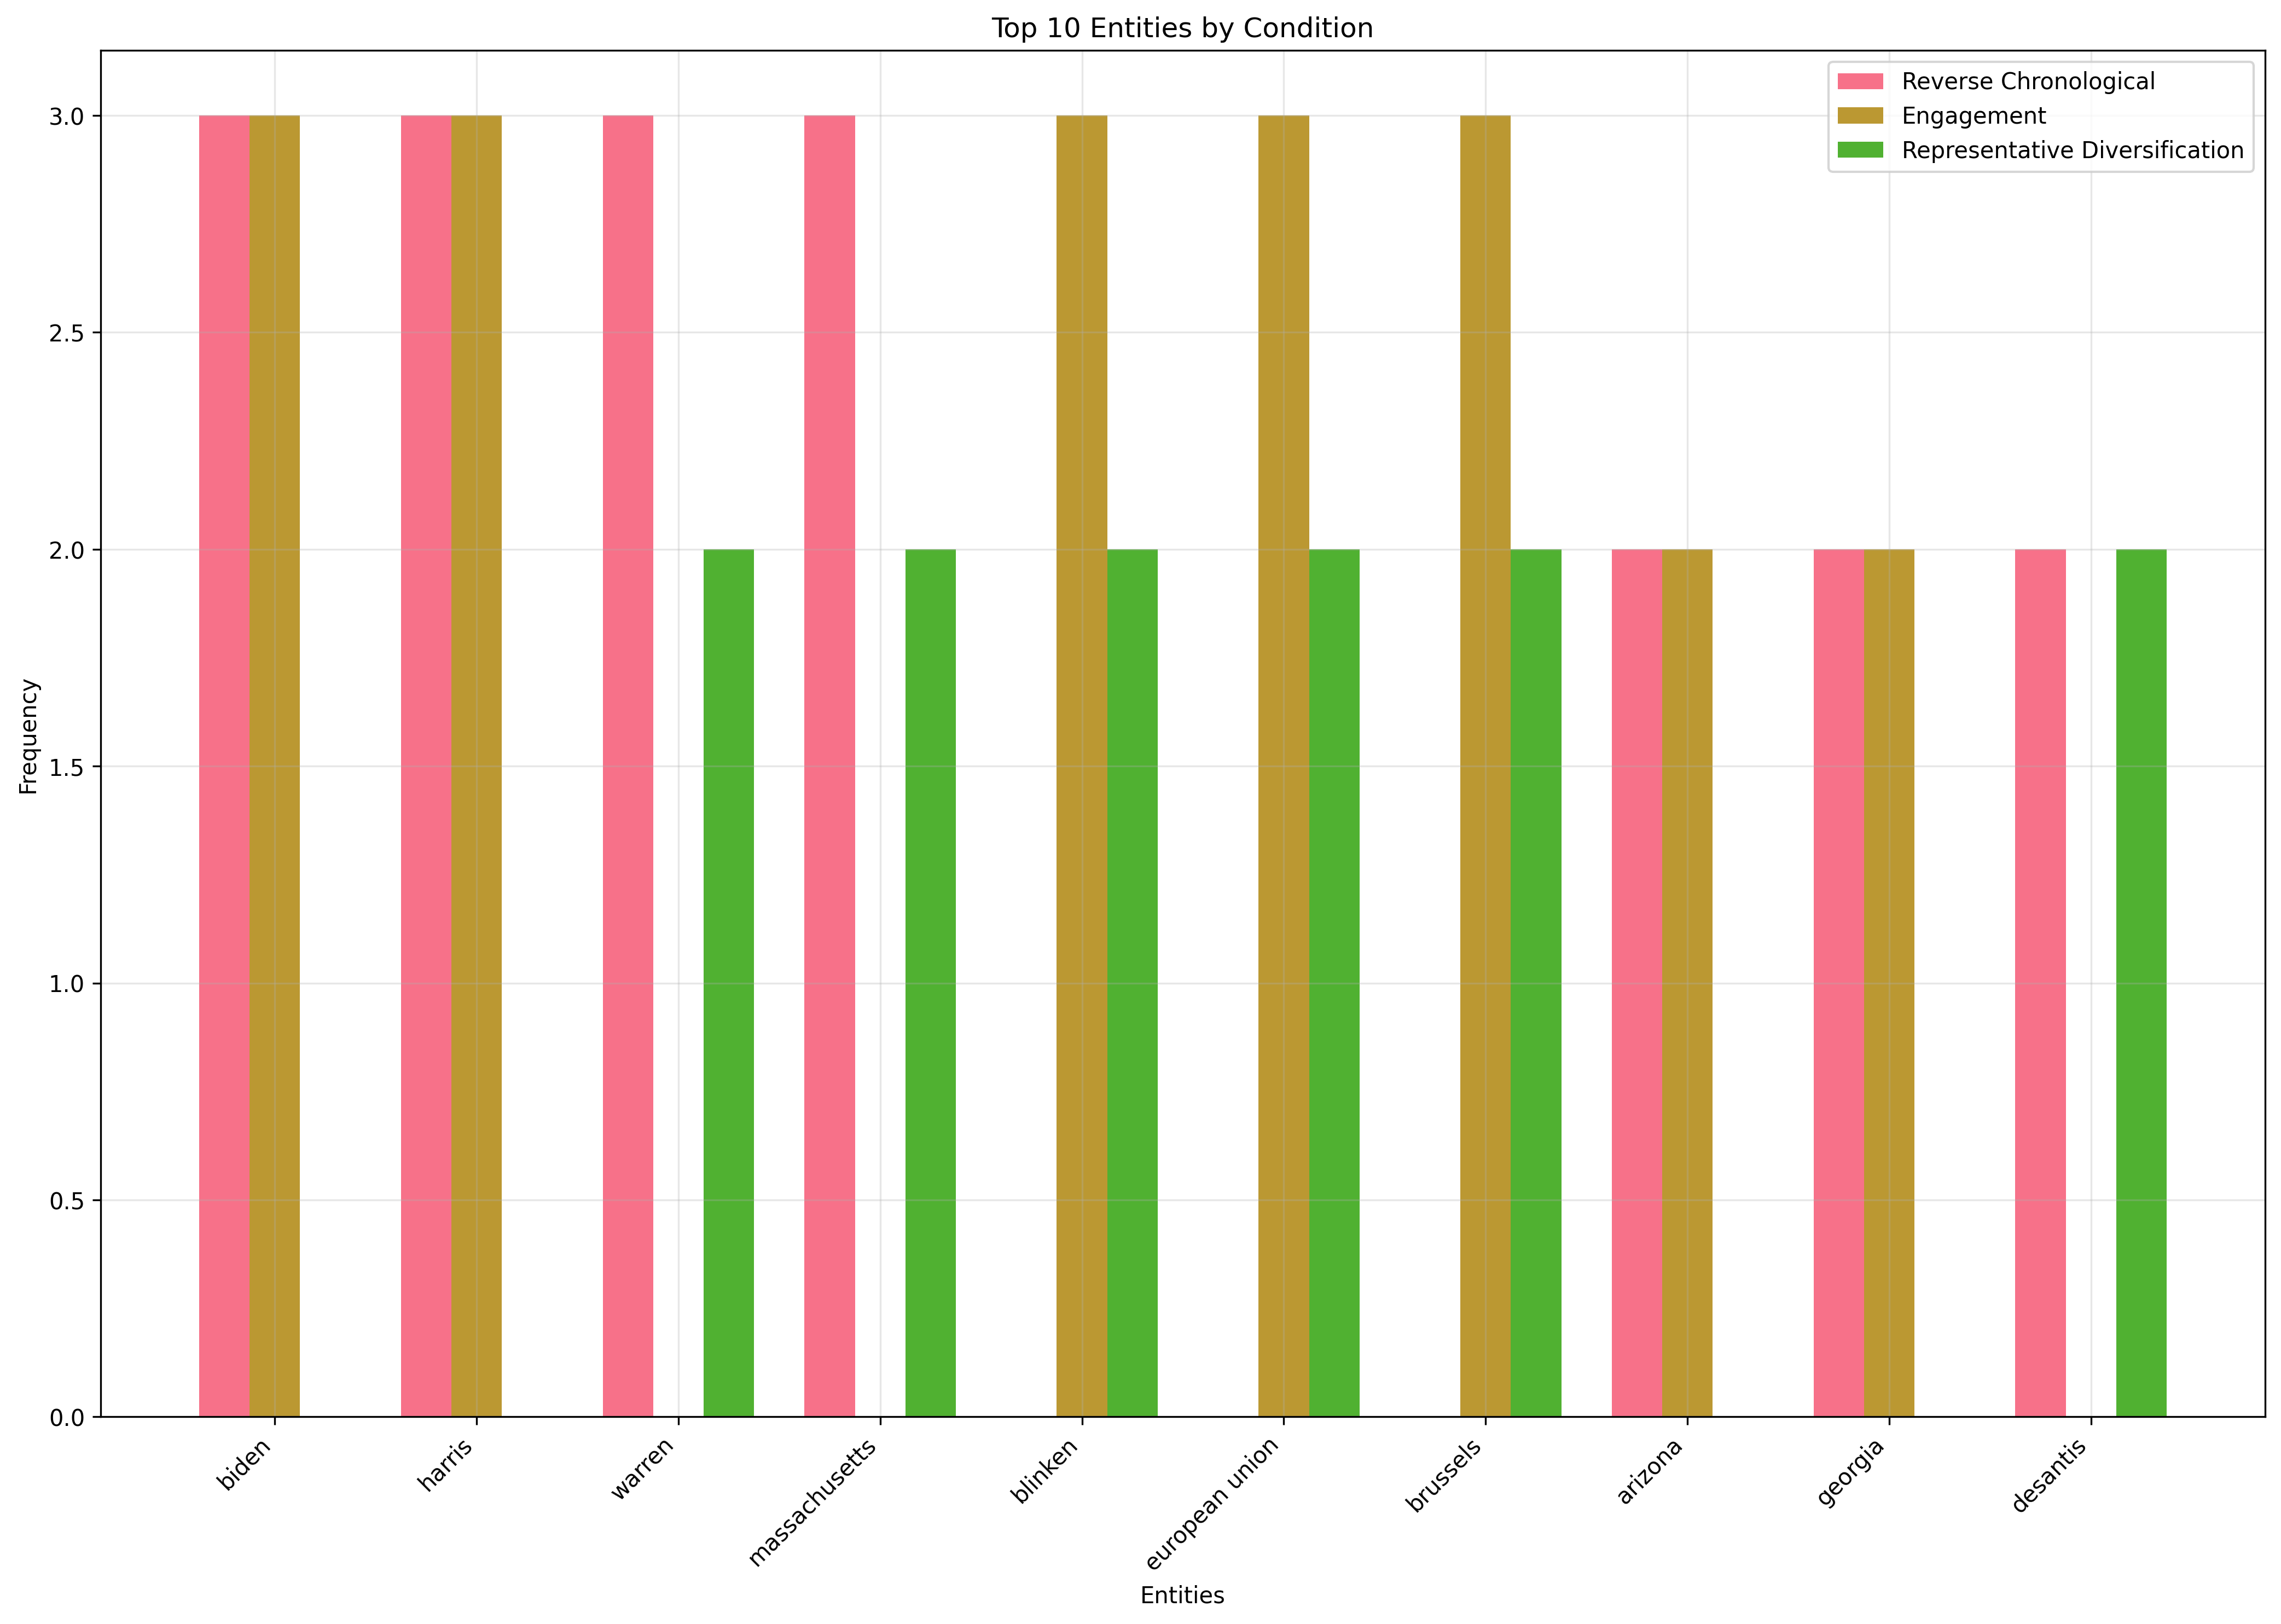 Top 10 Entities by Condition
Reverse Chronological
Engagement
Representative Diversification
Frequency
3.0
2.5
2.0
1.5
1.0
0.5
0.0
biden
harris
warren
massachusetts
blinken
european union
brussels
arizona
georgia
desantis
Entities